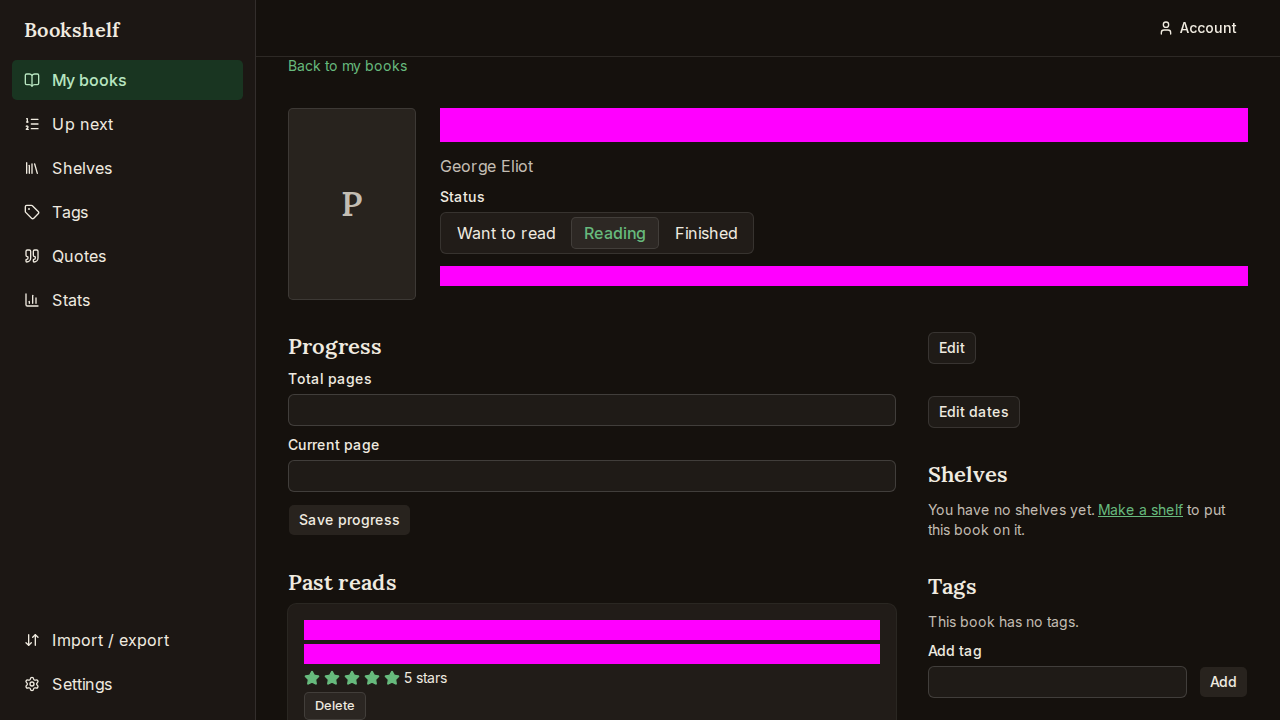 Bookshelf
My books
Up next
Shelves
Tags
Quotes
Stats
Import / export
Settings
Account
Back to my books
P
George Eliot
Status
Want to read
Reading
Finished
Progress
Total pages
Current page
Save progress
Past reads
5 stars
Delete
Edit
Edit dates
Shelves
You have no shelves yet. Make a shelf to put
this book on it.
Tags
This book has no tags.
Add tag
Add